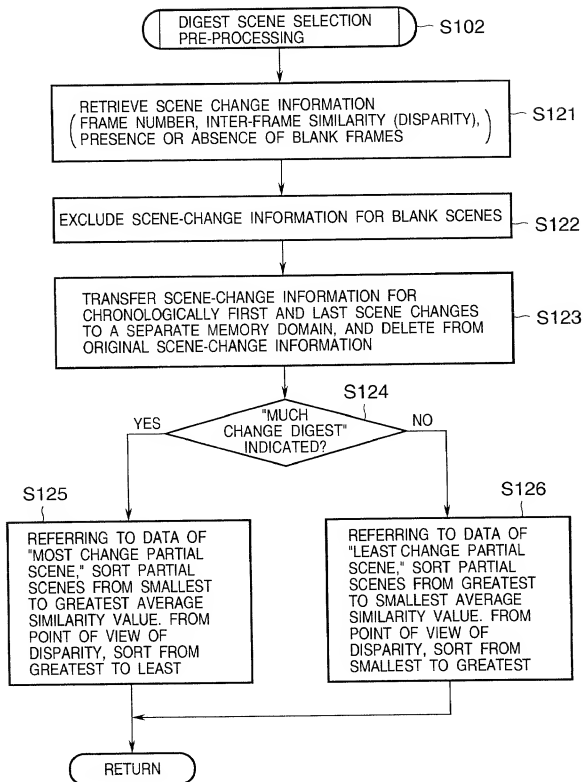 DIGEST SCENE SELECTION
PRE-PROCESSING
S102
RETRIEVE SCENE CHANGE INFORMATION
(FRAME NUMBER, INTER-FRAME SIMILARITY (DISPARITY),
PRESENCE OR ABSENCE OF BLANK FRAMES)
S121
EXCLUDE SCENE-CHANGE INFORMATION FOR BLANK SCENES
S122
TRANSFER SCENE-CHANGE INFORMATION FOR
CHRONOLOGICALLY FIRST AND LAST SCENE CHANGES
TO A SEPARATE MEMORY DOMAIN, AND DELETE FROM
ORIGINAL SCENE-CHANGE INFORMATION
S123
S124
"MUCH
CHANGE DIGEST"
INDICATED?
YES
NO
S125
REFERRING TO DATA OF
"MOST CHANGE PARTIAL
SCENE," SORT PARTIAL
SCENES FROM SMALLEST
TO GREATEST AVERAGE
SIMILARITY VALUE. FROM
POINT OF VIEW OF
DISPARITY, SORT FROM
GREATEST TO LEAST
S126
REFERRING TO DATA OF
"LEAST CHANGE PARTIAL
SCENE," SORT PARTIAL
SCENES FROM GREATEST
TO SMALLEST AVERAGE
SIMILARITY VALUE. FROM
POINT OF VIEW OF
DISPARITY, SORT FROM
SMALLEST TO GREATEST
RETURN